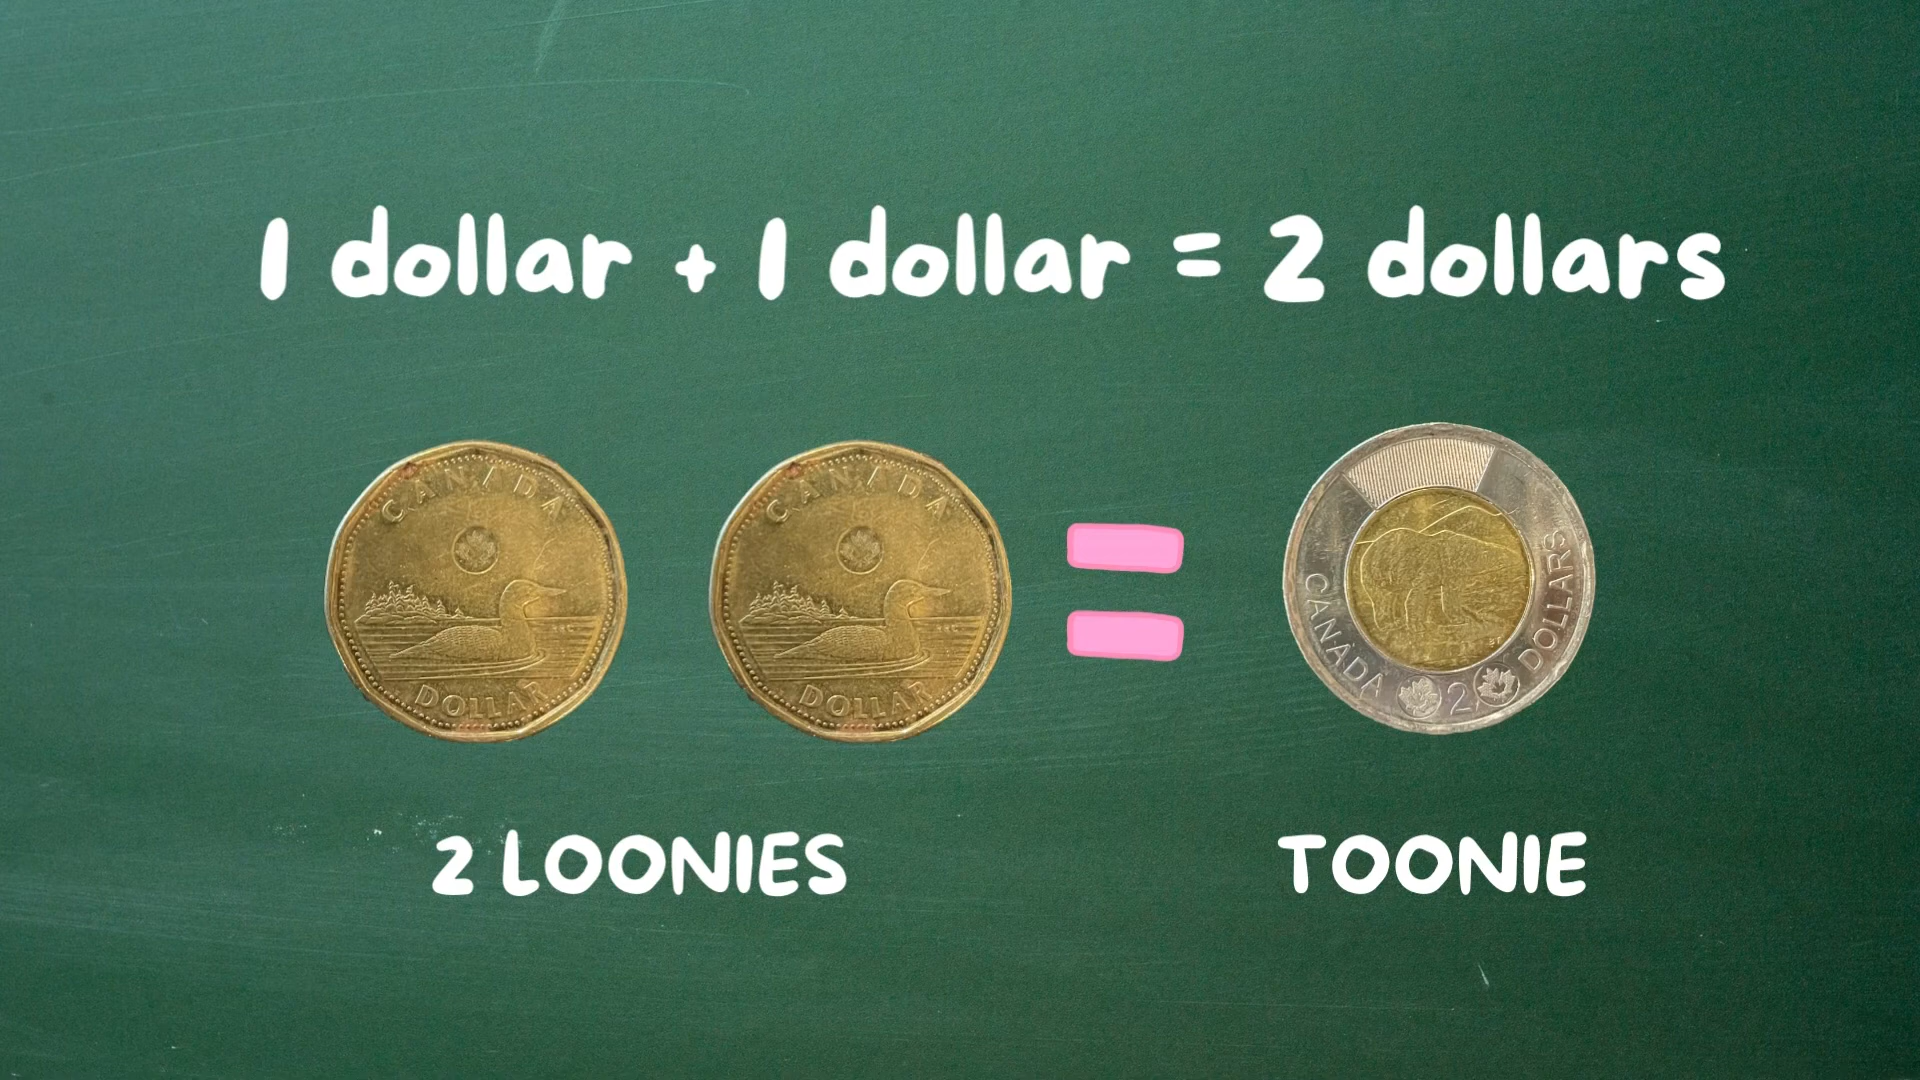 1 dollar + 1 dollar = 2 dollars
CANADA
DOLLAR
CANADA
DOLLAR
=
CANADA 2 DOLLARS
2 LOONIES
TOONIE